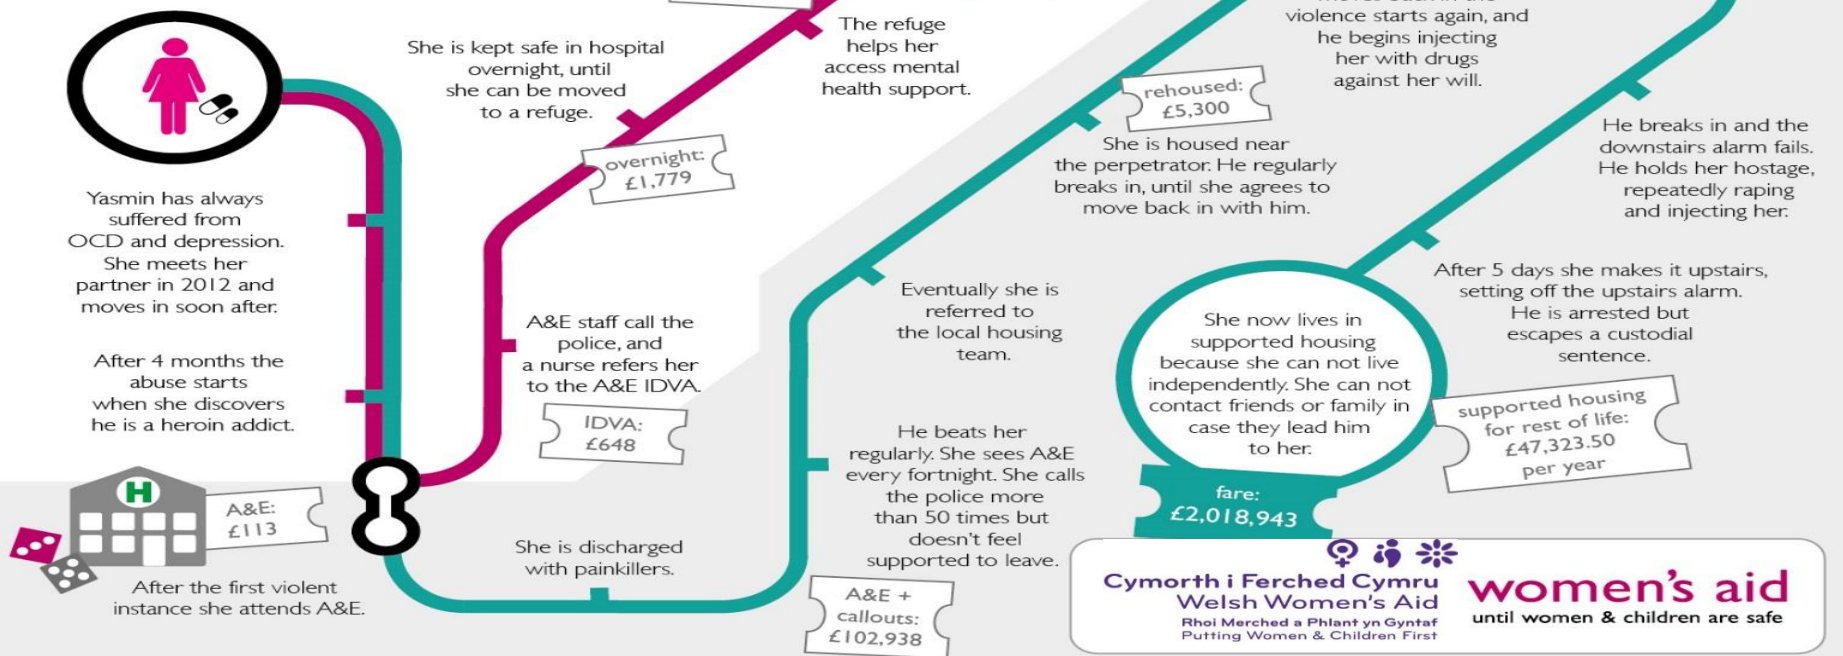 Yasmin has always
suffered from
OCD and depression.
She meets her
partner in 2012 and
moves in soon after.
After 4 months the
abuse starts
when she discovers
he is a heroin addict.
H
A&E:
£113
After the first violent
instance she attends A&E.
She is kept safe in hospital
overnight, until
she can be moved
to a refuge.
overnight:
£1,779
A&E staff call the
police, and
a nurse refers her
to the A&E IDVA.
IDVA:
£648
The refuge
helps her
access mental
health support.
She is discharged
with painkillers.
He beats her
regularly. She sees A&E
every fortnight. She calls
the police more
than 50 times but
doesn't feel
supported to leave.
A&E +
callouts:
£102,938
Eventually she is
referred to
the local housing
team.
rehoused:
£5,300
She is housed near
the perpetrator. He regularly
breaks in, until she agrees to
move back in with him.
violence starts again, and
he begins injecting
her with drugs
against her will.
He breaks in and the
downstairs alarm fails.
He holds her hostage,
repeatedly raping
and injecting her.
After 5 days she makes it upstairs,
setting off the upstairs alarm.
He is arrested but
escapes a custodial
sentence.
She now lives in
supported housing
because she can not live
independently. She can not
contact friends or family in
case they lead him
to her.
supported housing
for rest of life:
£47,323.50
per year
fare:
£2,018,943
Cymorth i Ferched Cymru
Welsh Women's Aid
Rhoi Merched a Phlant yn Gyntaf
Putting Women & Children First
women's aid
until women & children are safe